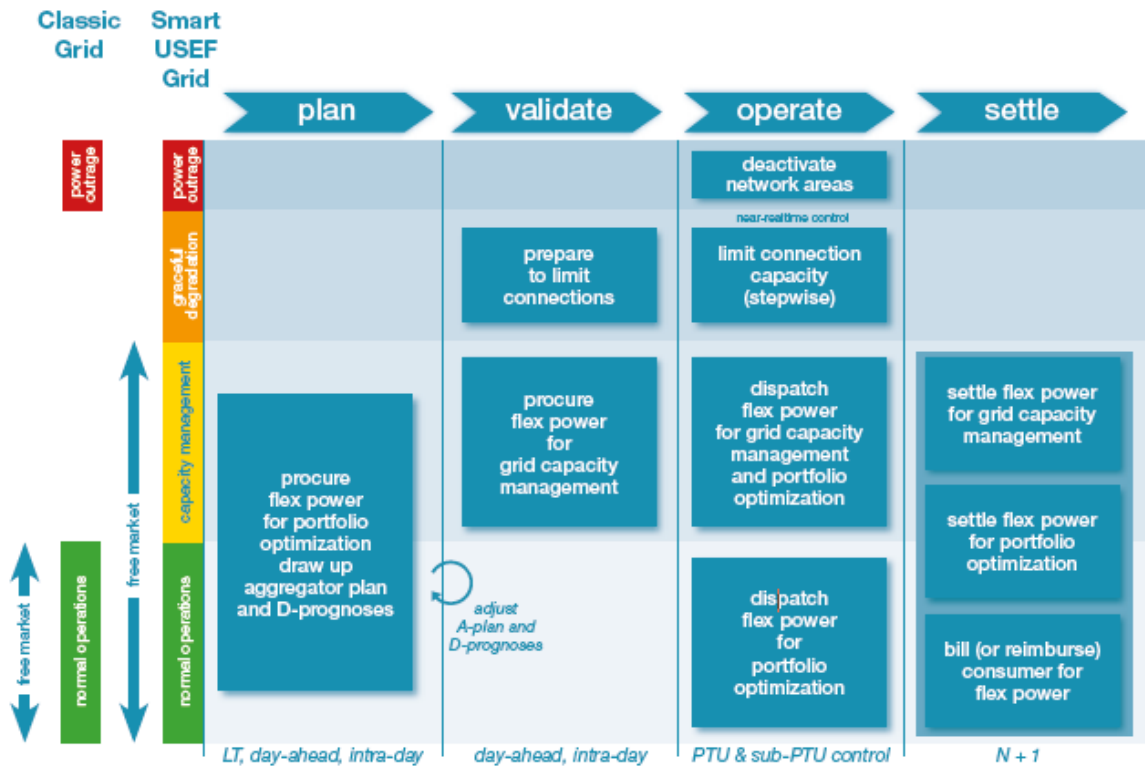 Classic
Grid
Smart
USEF
Grid
plan
validate
operate
settle
power
outrage
power
outrage
deactivate
network areas
near-realtime control
graceful
degradation
prepare
to limit
connections
limit connection
capacity
(stepwise)
capacity management
procure
flex power
for portfolio
optimization
draw up
aggregator plan
and D-prognoses
procure
flex power
for
grid capacity
management
dispatch
flex power
for grid capacity
management
and portfolio
optimization
settle flex power
for grid capacity
management
settle flex power
for portfolio
optimization
free market
normal operations
free market
normal operations
adjust
A-plan and
D-prognoses
dispatch
flex power
for
portfolio
optimization
bill (or reimburse)
consumer for
flex power
LT, day-ahead, intra-day
day-ahead, intra-day
PTU & sub-PTU control
N + 1